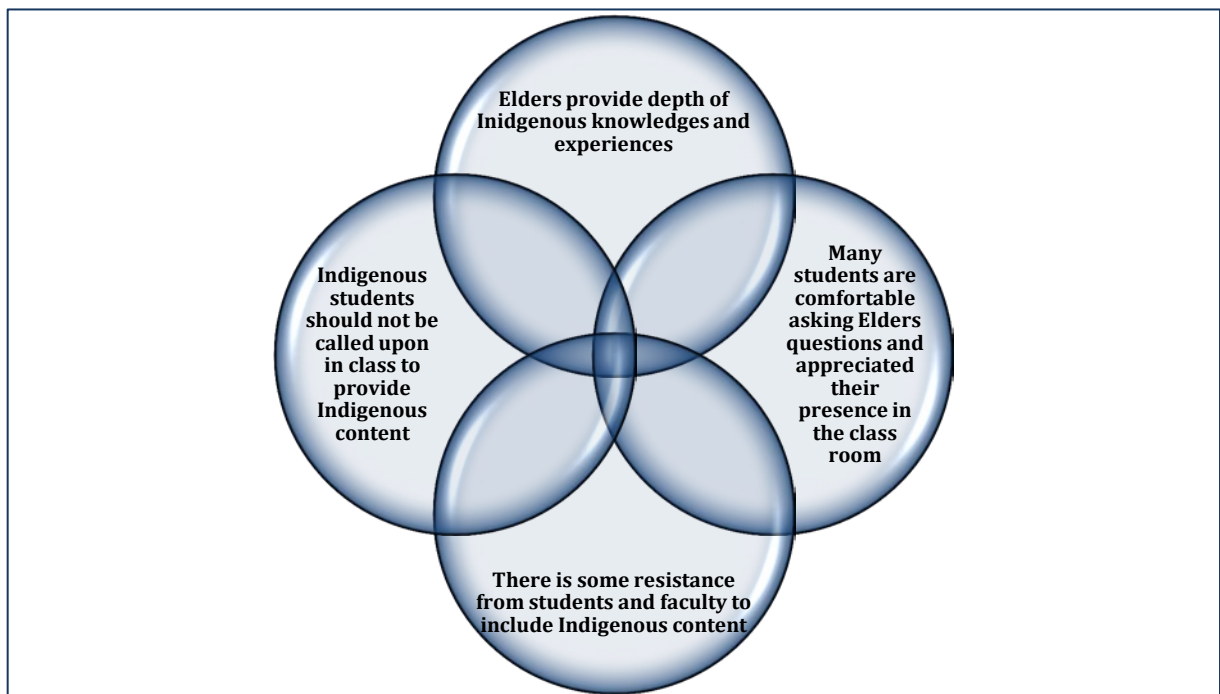 Elders provide depth of
Inidgenous knowledges and
experiences
Indigenous
students
should not be
called upon
in class to
provide
Indigenous
content
Many
students are
comfortable
asking Elders
questions and
appreciated
their
presence in
the class
room
There is some resistance
from students and faculty to
include Indigenous content